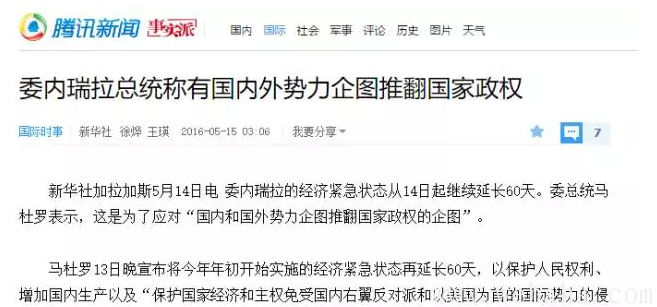 腾讯新闻 事实派 国内 国际 社会 军事 评论 历史 图片 天气
委内瑞拉总统称有国内外势力企图推翻国家政权
国际时事 新华社 徐烨 王瑛 2016-05-15 03:06 我要分享 7
新华社加拉加斯5月14日电 委内瑞拉的经济紧急状态从14日起继续延长60天。委总统马
杜罗表示，这是为了应对“国内和国外势力企图推翻国家政权的企图”。
马杜罗13日晚宣布将今年年初开始实施的经济紧急状态再延长60天，以保护人民权利、
增加国内生产以及“保护国家经济和主权免受国内右翼反对派和以美国为首的国际势力的侵